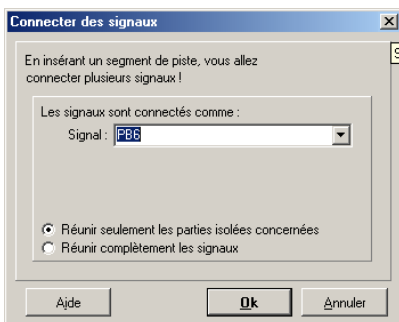 Connecter des signaux
En insérant un segment de piste, vous allez
connecter plusieurs signaux !
Les signaux sont connectés comme :
Signal : PB6
Réunir seulement les parties isolées concernées
Réunir complètement les signaux
Aide
Ok
Annuler
S